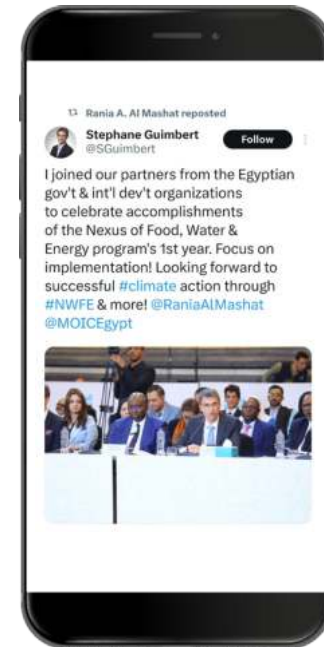 Rania A. Al Mashat reposted
Stephane Guimbert
@SGuimbert
Follow
I joined our partners from the Egyptian
gov't & int'l dev't organizations
to celebrate accomplishments
of the Nexus of Food, Water &
Energy program's 1st year. Focus on
implementation! Looking forward to
successful #climate action through
#NWFE & more! @RaniaAlMashat
@MOICEgypt